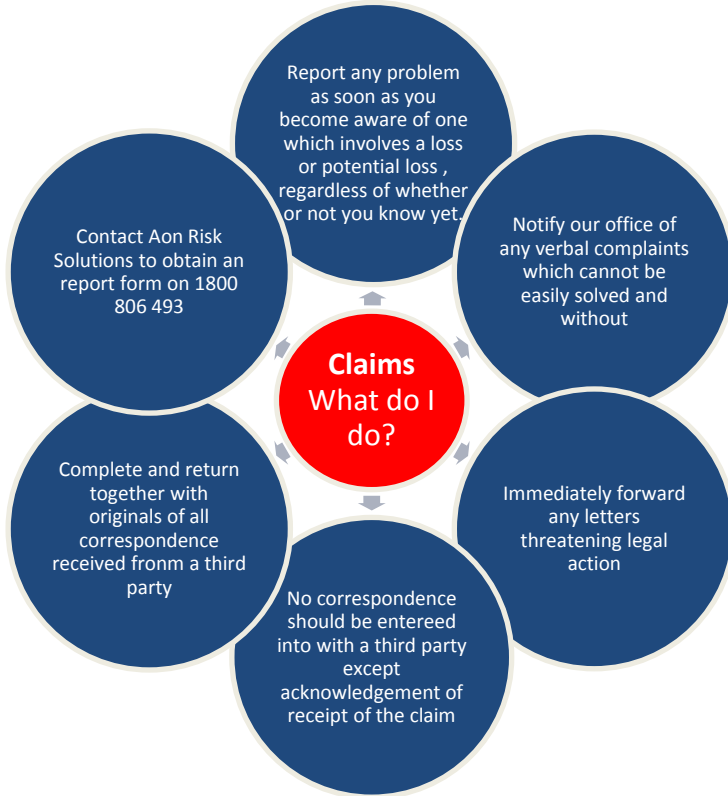 Report any problem
as soon as you
become aware of one
which involves a loss
or potential loss ,
regardless of whether
or not you know yet.
Notify our office of
any verbal complaints
which cannot be
easily solved and
without
Immediately forward
any letters
threatening legal
action
No correspondence
should be entereed
into with a third party
except
acknowledgement of
receipt of the claim
Complete and return
together with
originals of all
correspondence
received fronm a third
party
Contact Aon Risk
Solutions to obtain an
report form on 1800
806 493
Claims
What do I
do?